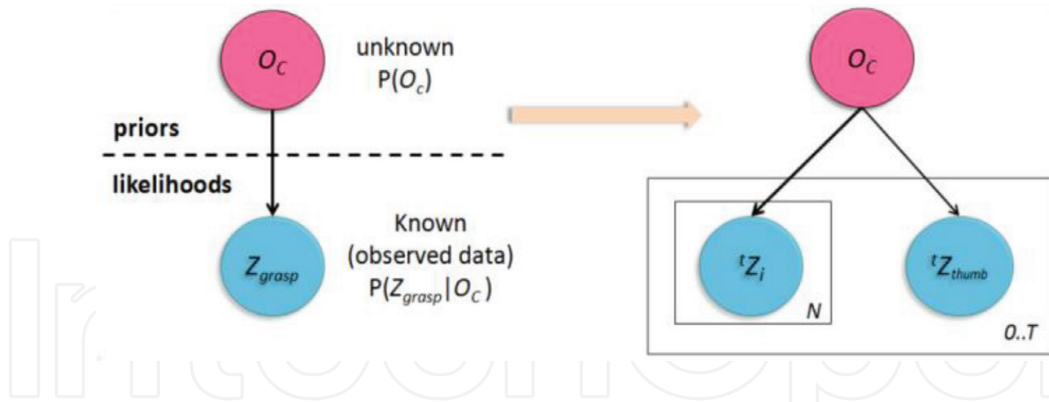 O_C
unknown
P(O_c)
priors
likelihoods
Z_grasp
Known
(observed data)
P(Z_grasp|O_C)
O_C
^tZ_i
N
^tZ_thumb
0..T